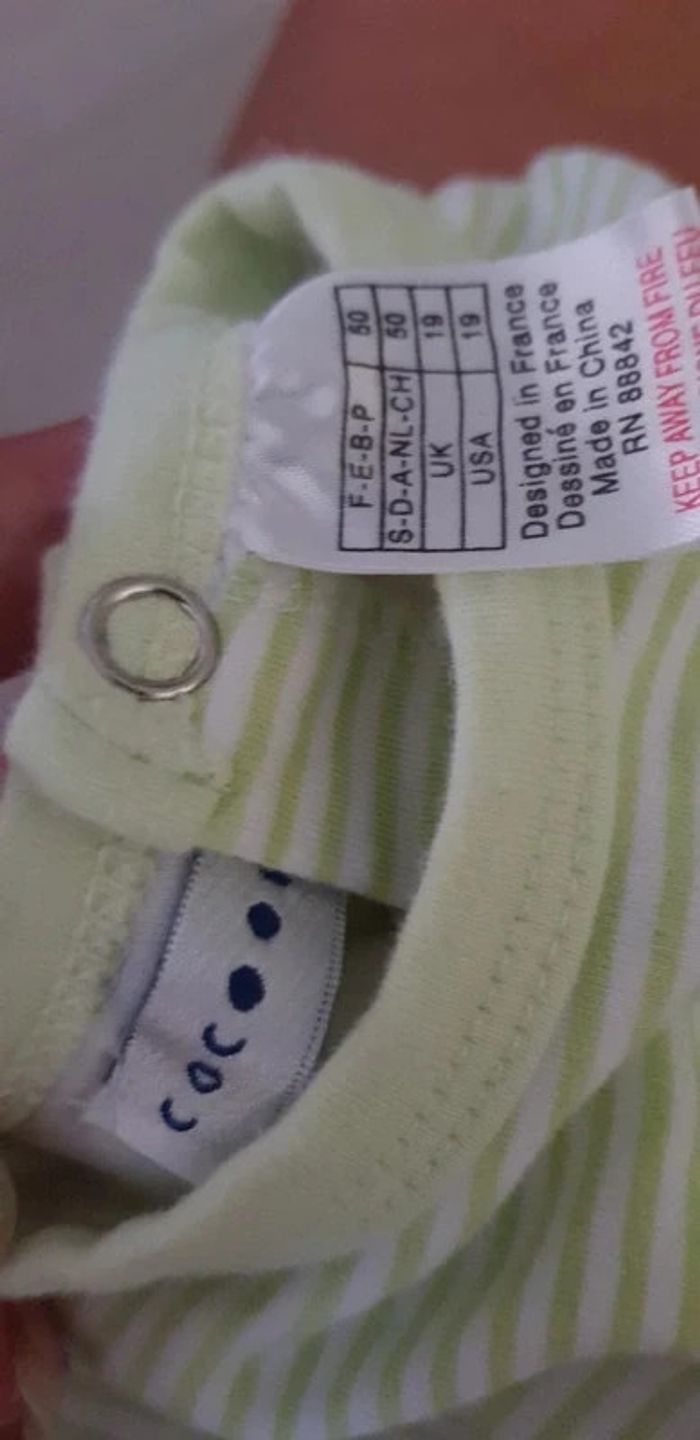 F-E-B-P 50
S-D-A-NL-CH 50
UK 19
USA 19
Designed in France
Dessiné en France
Made in China
RN 88842
KEEP AWAY FROM FIRE